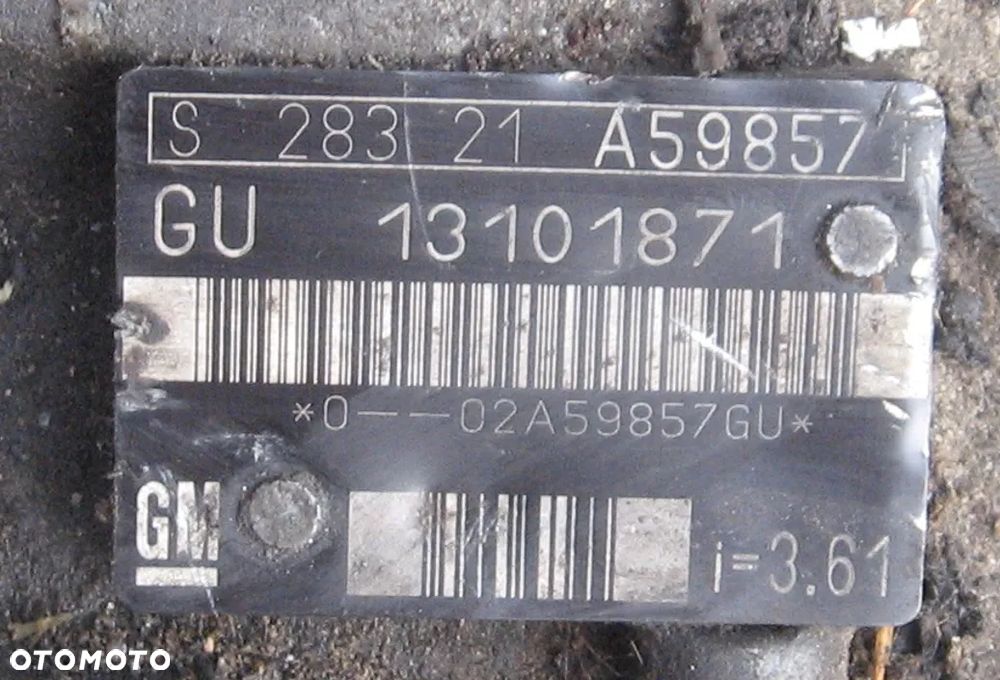 S 283 21 A59857
GU 13101871
*0---02A59857GU*
GM
i=3.61
OTOMOTO